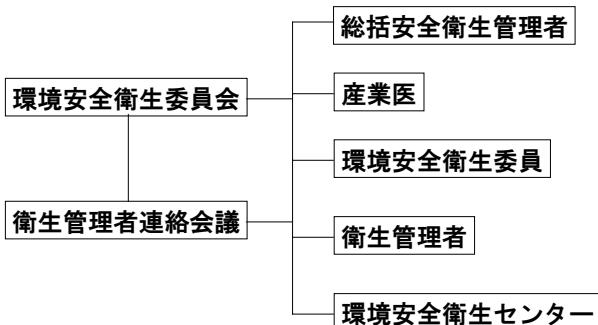 総括安全衛生管理者
環境安全衛生委員会
産業医
環境安全衛生委員
衛生管理者連絡会議
衛生管理者
環境安全衛生センター